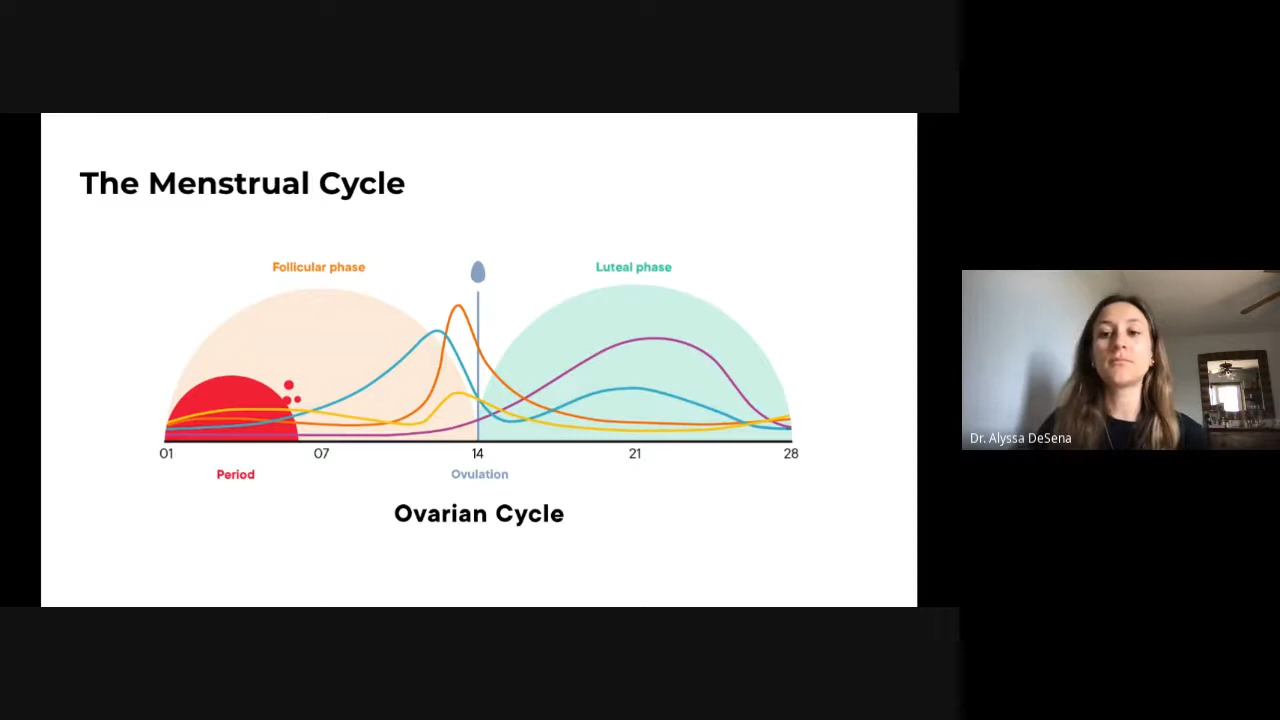 The Menstrual Cycle
Follicular phase
Luteal phase
01
07
14
21
28
Period
Ovulation
Ovarian Cycle
Dr. Alyssa DeSena